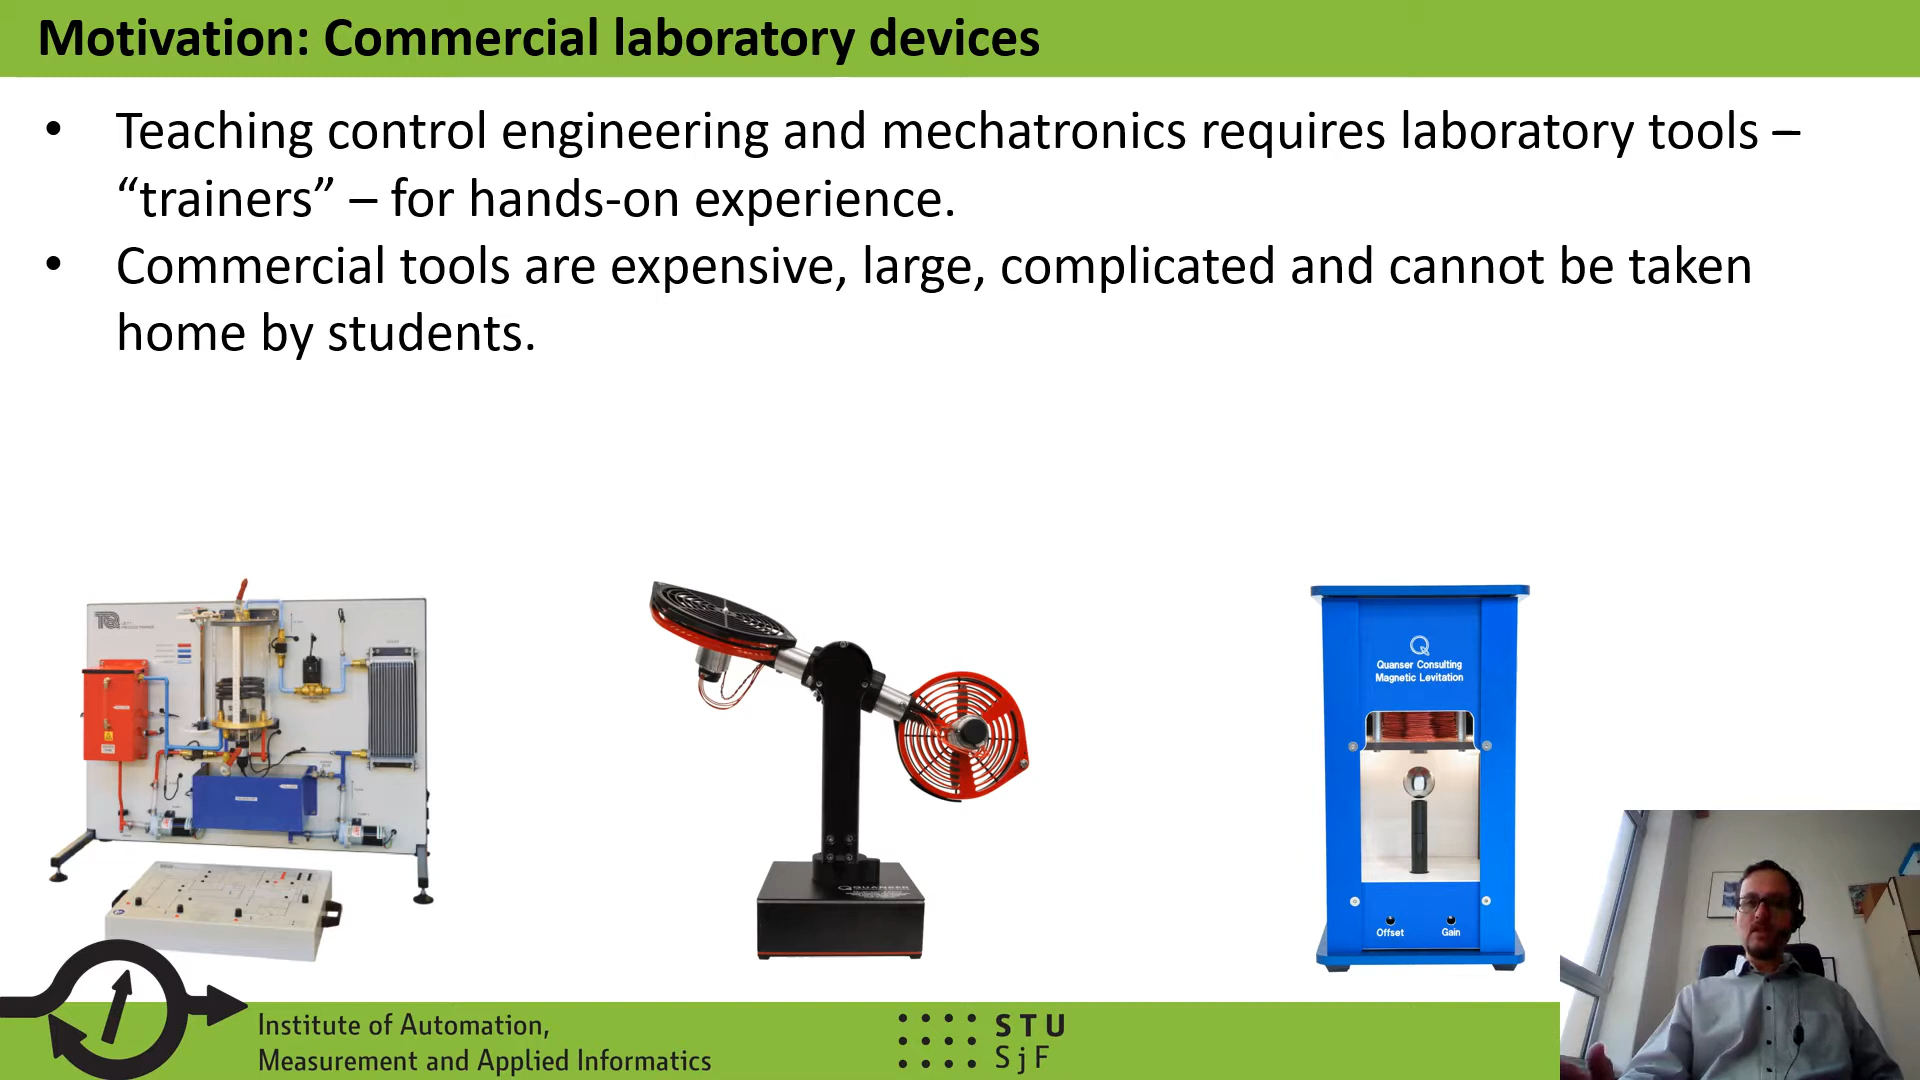 Motivation: Commercial laboratory devices
• Teaching control engineering and mechatronics requires laboratory tools –
“trainers” – for hands-on experience.
• Commercial tools are expensive, large, complicated and cannot be taken
home by students.
Quanser Consulting
Magnetic Levitation
QUANSER
Offset Gain
Institute of Automation,
Measurement and Applied Informatics
STU
SjF